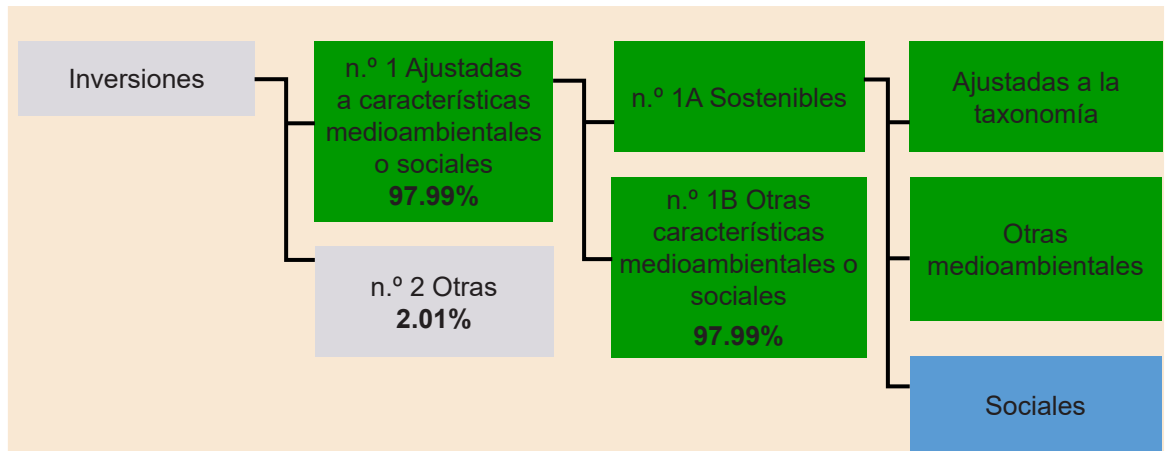 Inversiones
n.º 1 Ajustadas
a características
medioambientales
o sociales
97.99%
n.º 2 Otras
2.01%
n.º 1A Sostenibles
n.º 1B Otras
características
medioambientales o
sociales
97.99%
Ajustadas a la
taxonomía
Otras
medioambientales
Sociales